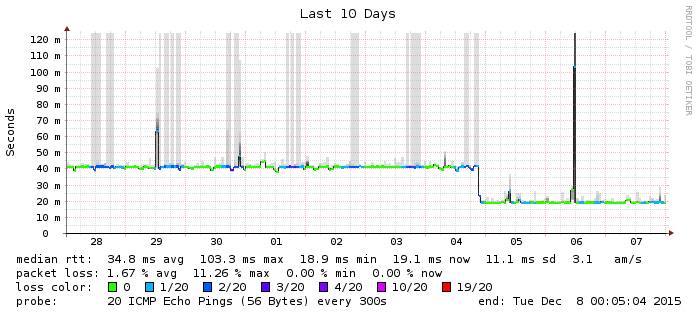 Last 10 Days
RRDTOOL / TOBI OETIKER
Seconds
120 m
110 m
100 m
90 m
80 m
70 m
60 m
50 m
40 m
30 m
20 m
10 m
0
28 29 30 01 02 03 04 05 06 07
median rtt: 34.8 ms avg 103.3 ms max 18.9 ms min 19.1 ms now 11.1 ms sd 3.1 am/s
packet loss: 1.67 % avg 11.26 % max 0.00 % min 0.00 % now
loss color: 0 1/20 2/20 3/20 4/20 10/20 19/20
probe: 20 ICMP Echo Pings (56 Bytes) every 300s end: Tue Dec 8 00:05:04 2015